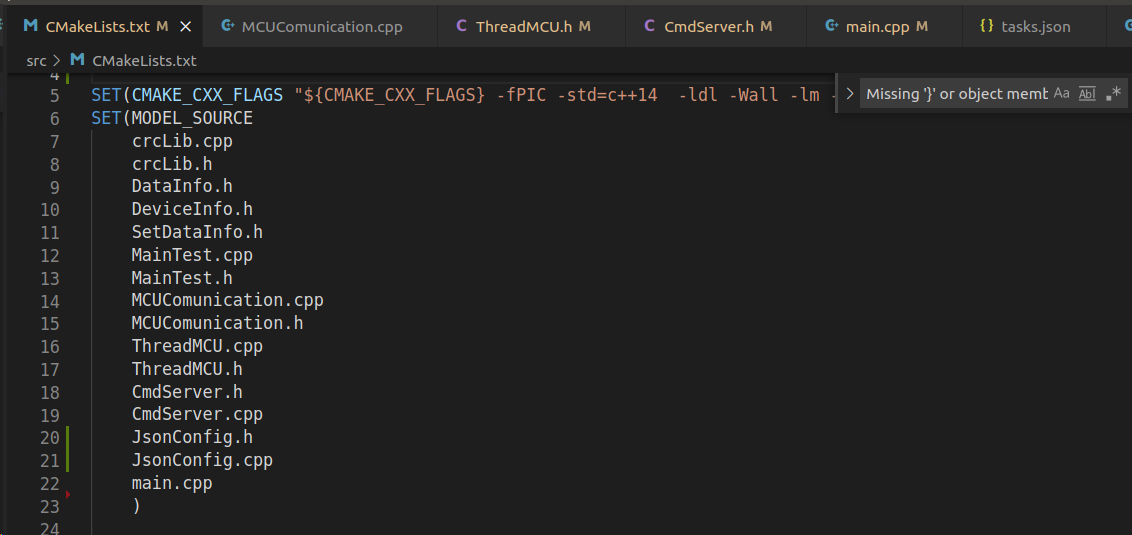 CMakeLists.txt M MCUComunication.cpp ThreadMCU.h M CmdServer.h M main.cpp M tasks.json
src > CMakeLists.txt
4
5 SET(CMAKE_CXX_FLAGS "${CMAKE_CXX_FLAGS} -fPIC -std=c++14  -ldl -Wall -lm -
Missing '}' or object memb Aa Abl .*
6 SET(MODEL_SOURCE
7 crcLib.cpp
8 crcLib.h
9 DataInfo.h
10 DeviceInfo.h
11 SetDataInfo.h
12 MainTest.cpp
13 MainTest.h
14 MCUComunication.cpp
15 MCUComunication.h
16 ThreadMCU.cpp
17 ThreadMCU.h
18 CmdServer.h
19 CmdServer.cpp
20 JsonConfig.h
21 JsonConfig.cpp
22 main.cpp
23 )
24